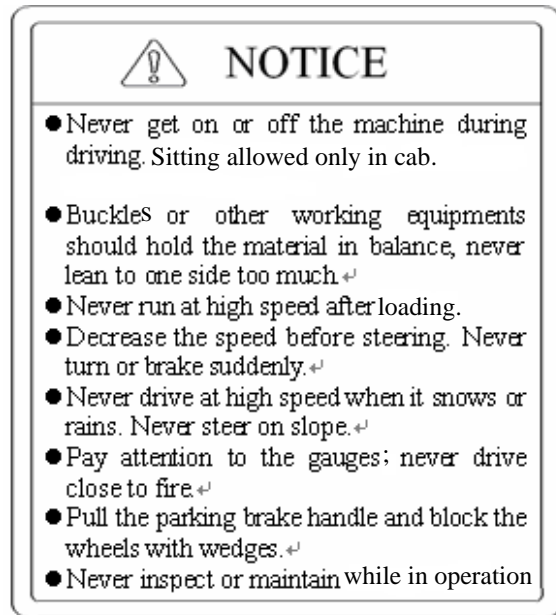 NOTICE
●Never get on or off the machine during
driving. Sitting allowed only in cab.
●Buckles or other working equipments
should hold the material in balance, never
lean to one side too much↵
●Never run at high speed after loading.
●Decrease the speed before steering. Never
turn or brake suddenly.↵
●Never drive at high speed when it snows or
rains. Never steer on slope.↵
●Pay attention to the gauges; never drive
close to fire↵
●Pull the parking brake handle and block the
wheels with wedges.↵
●Never inspect or maintain while in operation